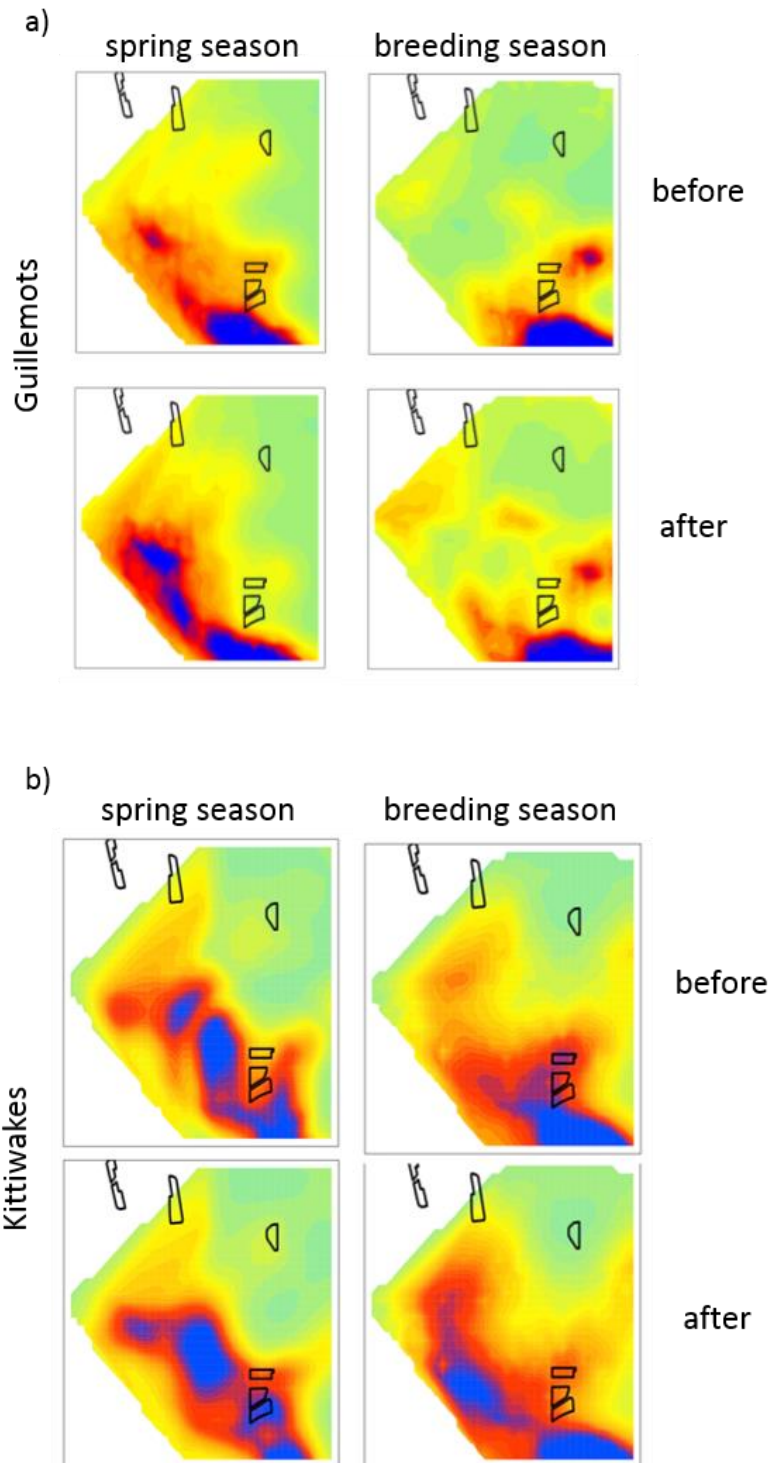 a)
spring season
breeding season
Guillemots
before
after
b)
spring season
breeding season
Kittiwakes
before
after